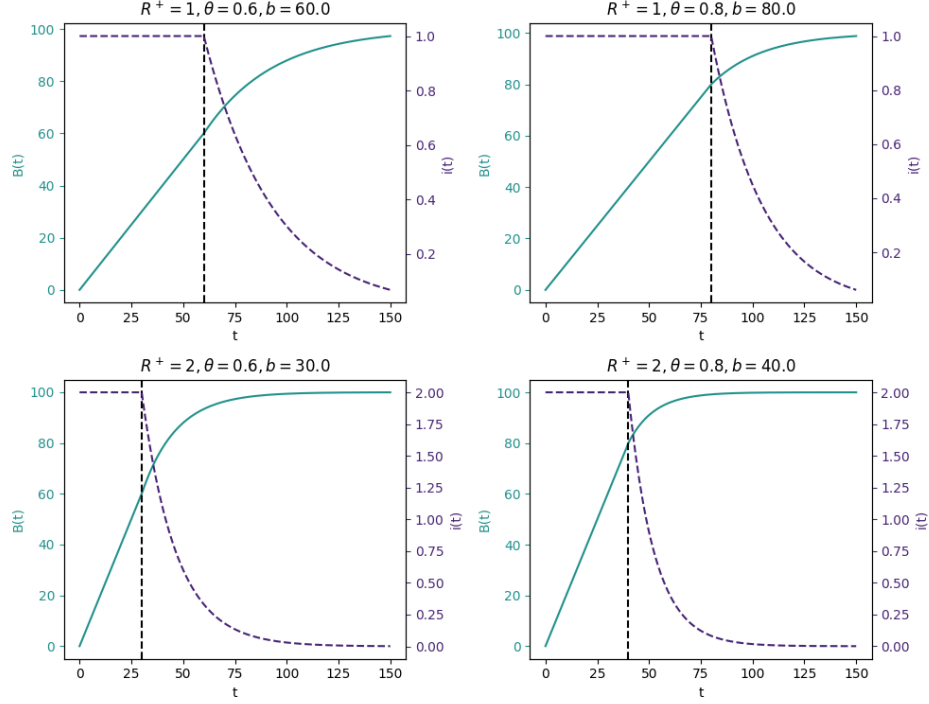 R⁺ = 1, θ = 0.6, b = 60.0
100
80
60
40
20
0
B(t)
1.0
0.8
0.6
0.4
0.2
i(t)
0 25 50 75 100 125 150
t
R⁺ = 1, θ = 0.8, b = 80.0
100
80
60
40
20
0
B(t)
1.0
0.8
0.6
0.4
0.2
i(t)
0 25 50 75 100 125 150
t
R⁺ = 2, θ = 0.6, b = 30.0
100
80
60
40
20
0
B(t)
2.00
1.75
1.50
1.25
1.00
0.75
0.50
0.25
0.00
i(t)
0 25 50 75 100 125 150
t
R⁺ = 2, θ = 0.8, b = 40.0
100
80
60
40
20
0
B(t)
2.00
1.75
1.50
1.25
1.00
0.75
0.50
0.25
0.00
i(t)
0 25 50 75 100 125 150
t